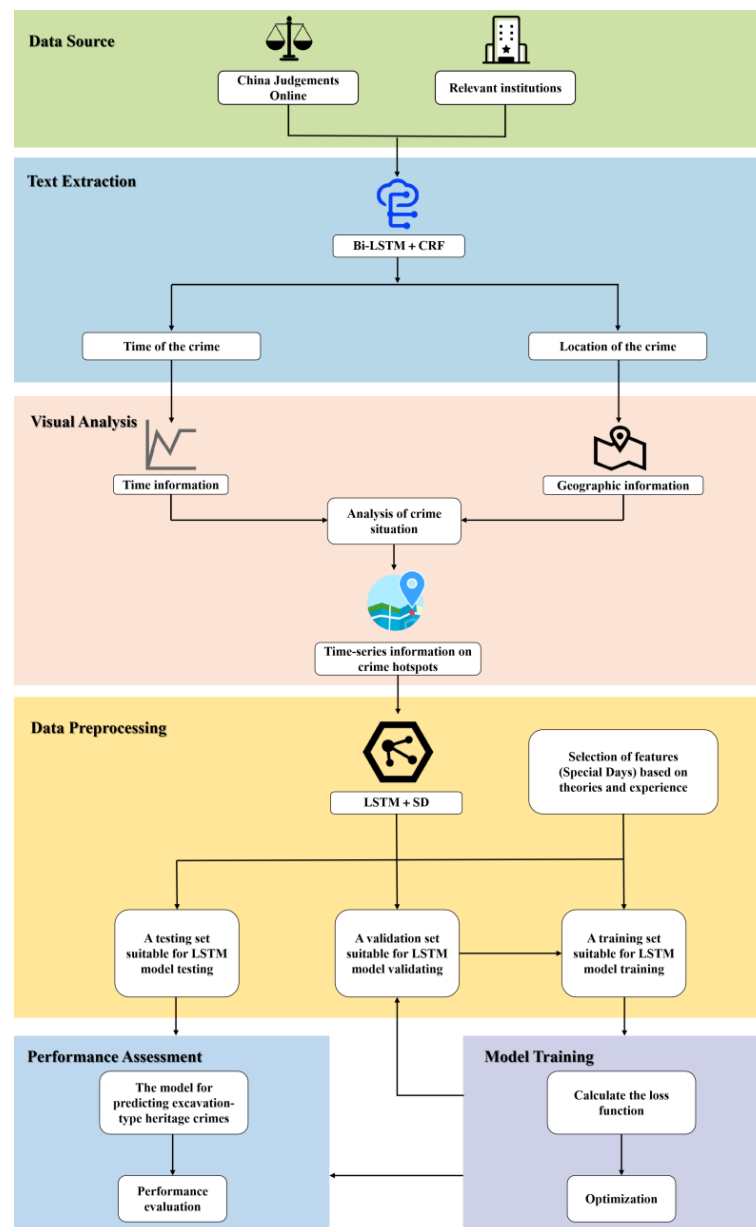 Data Source
China Judgements
Online
Relevant institutions
Text Extraction
Bi-LSTM + CRF
Time of the crime
Location of the crime
Visual Analysis
Time information
Geographic information
Analysis of crime
situation
Time-series information on
crime hotspots
Data Preprocessing
LSTM + SD
Selection of features
(Special Days) based on
theories and experience
A testing set
suitable for LSTM
model testing
A validation set
suitable for LSTM
model validating
A training set
suitable for LSTM
model training
Performance Assessment
The model for
predicting excavation-
type heritage crimes
Performance
evaluation
Model Training
Calculate the loss
function
Optimization